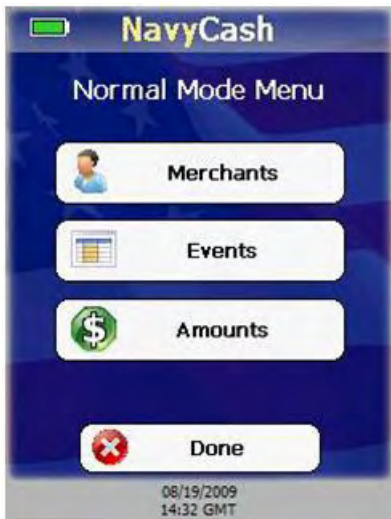 NavyCash
Normal Mode Menu
Merchants
Events
$ Amounts
Done
08/19/2009
14:32 GMT